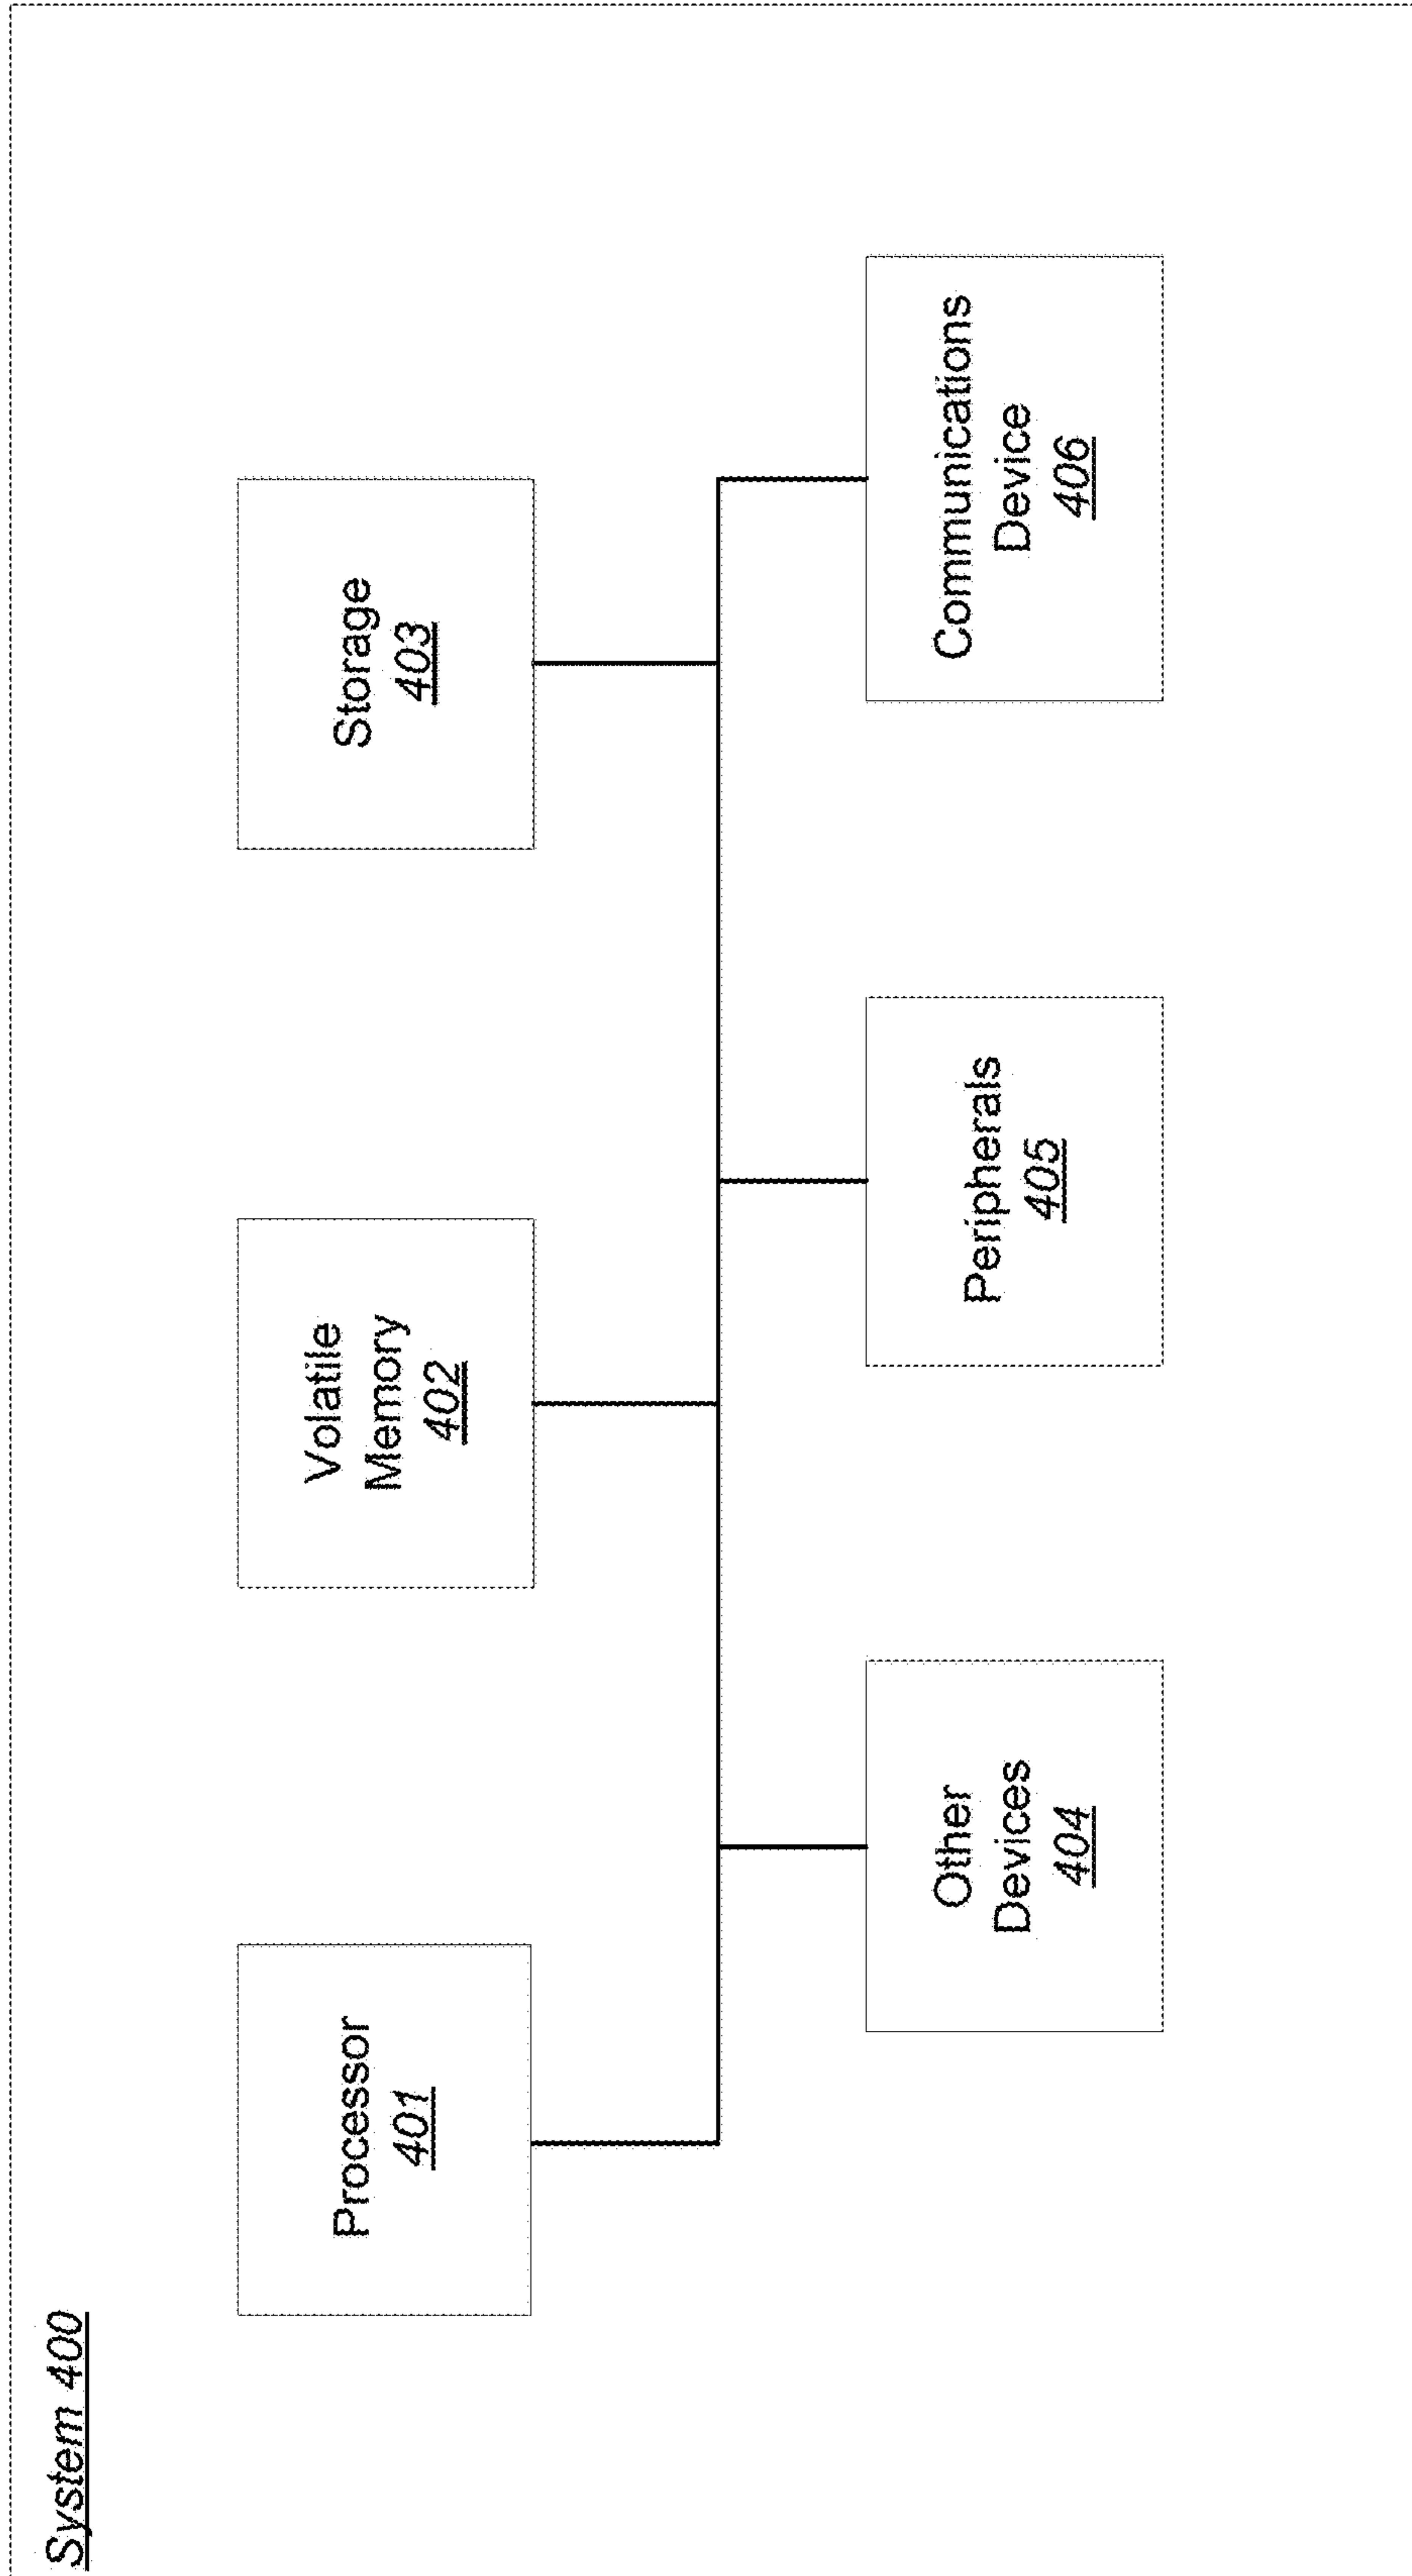 System 400
Processor
401
Volatile
Memory
402
Storage
403
Other
Devices
404
Peripherals
405
Communications
Device
406